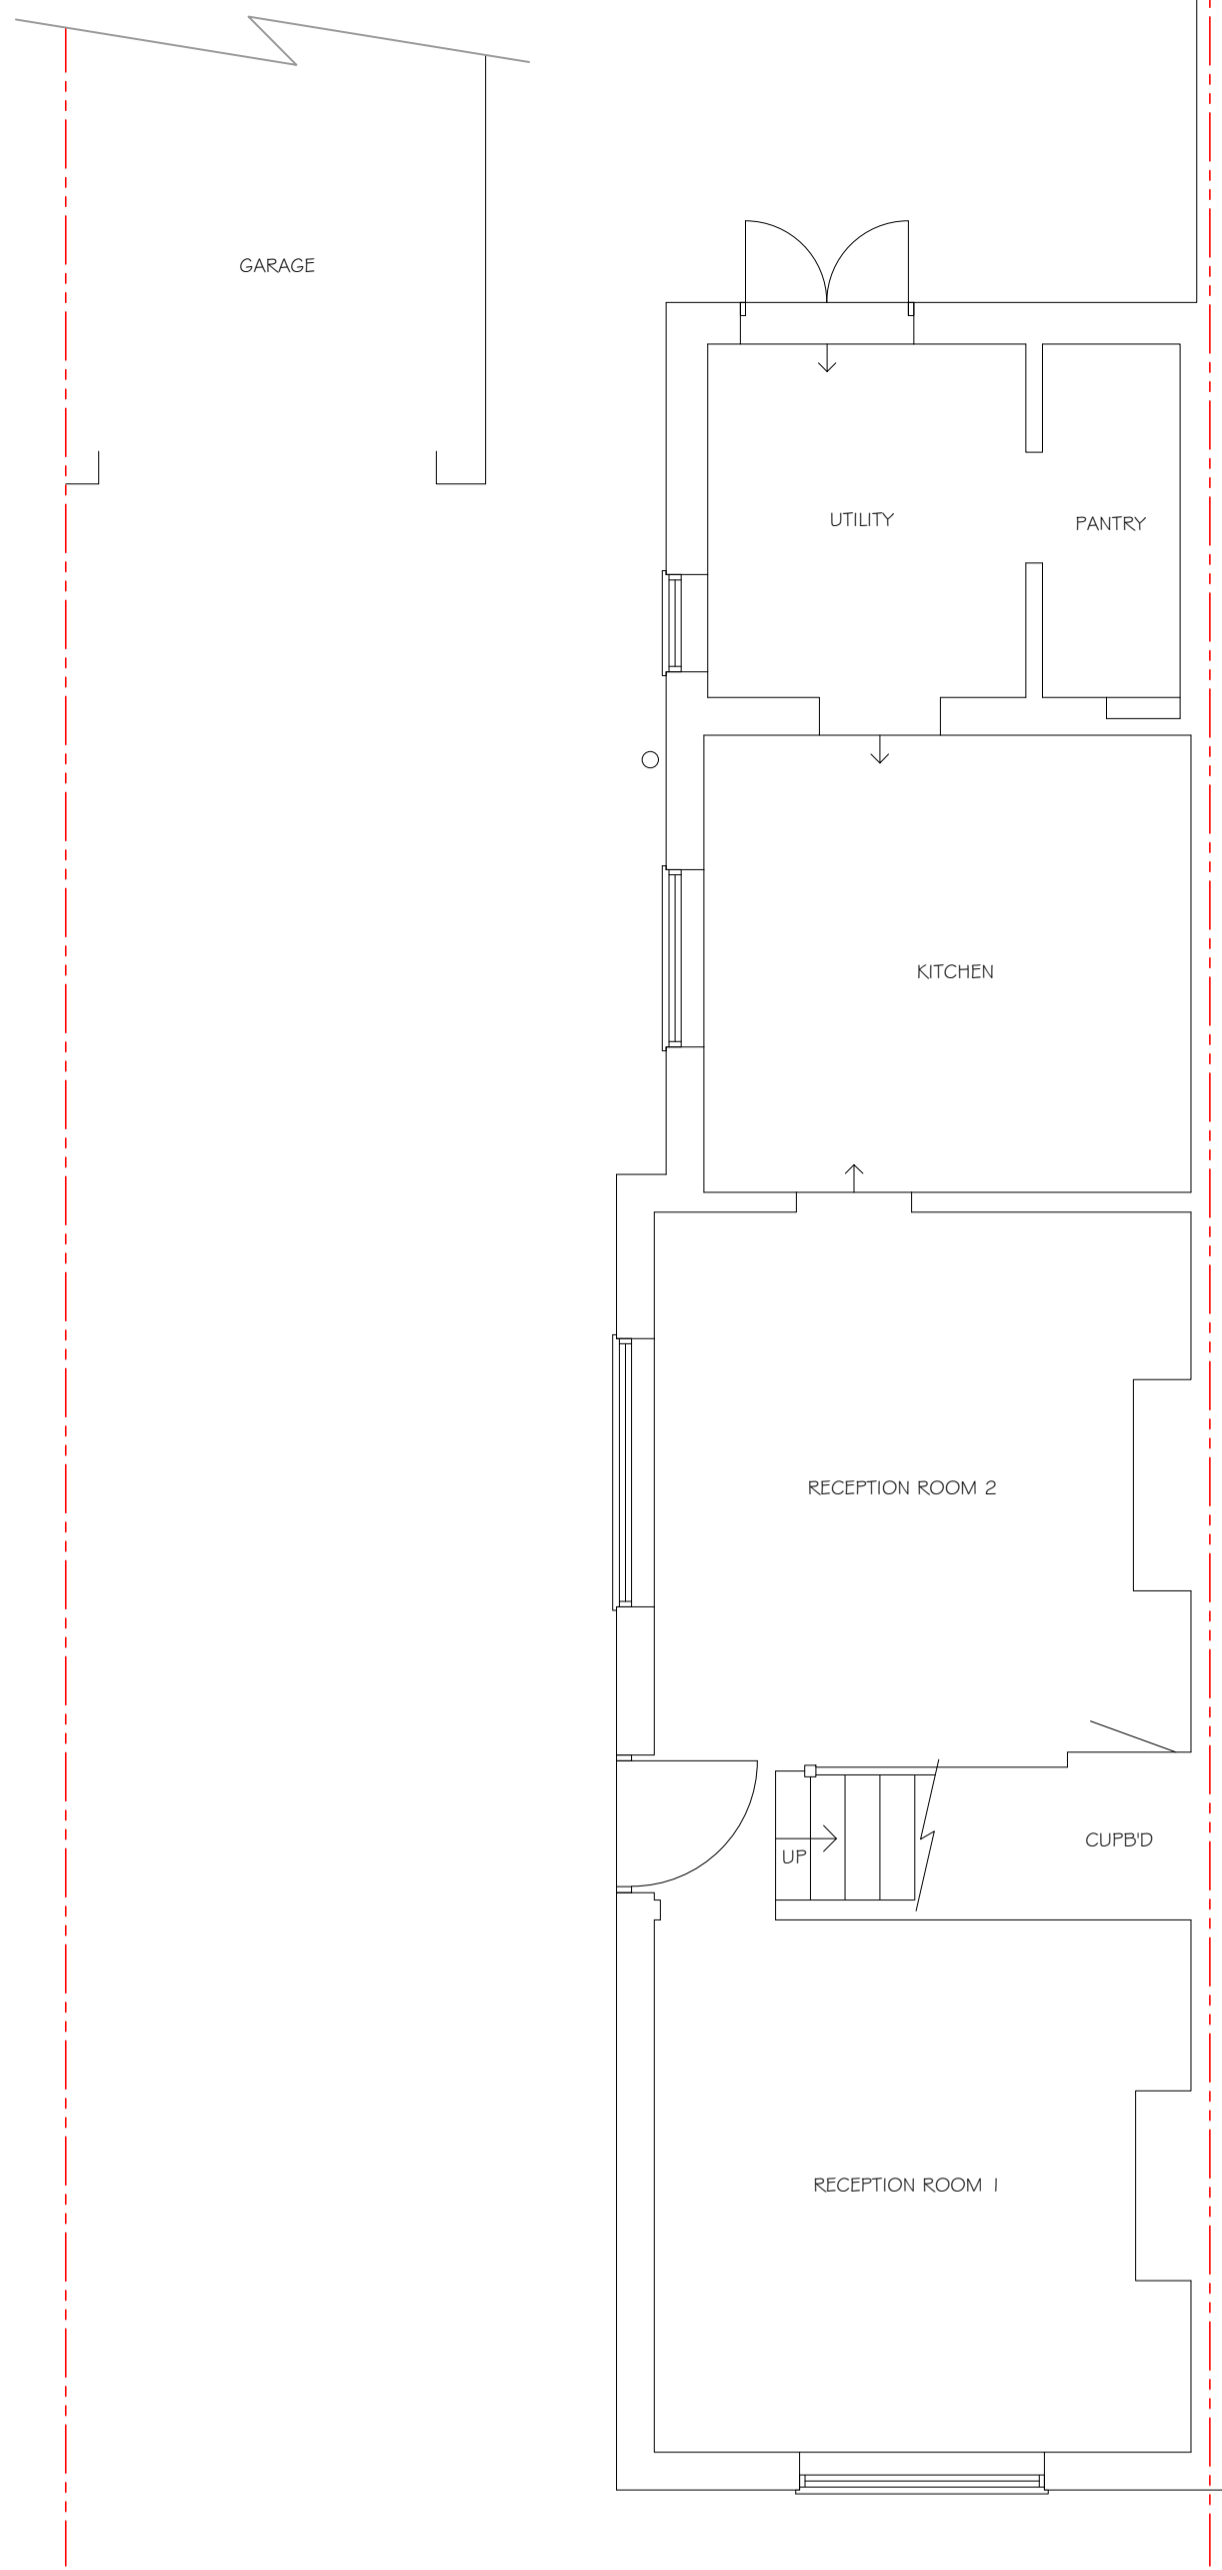 GARAGE
UTILITY
PANTRY
KITCHEN
RECEPTION ROOM 2
CUPB'D
UP
RECEPTION ROOM 1